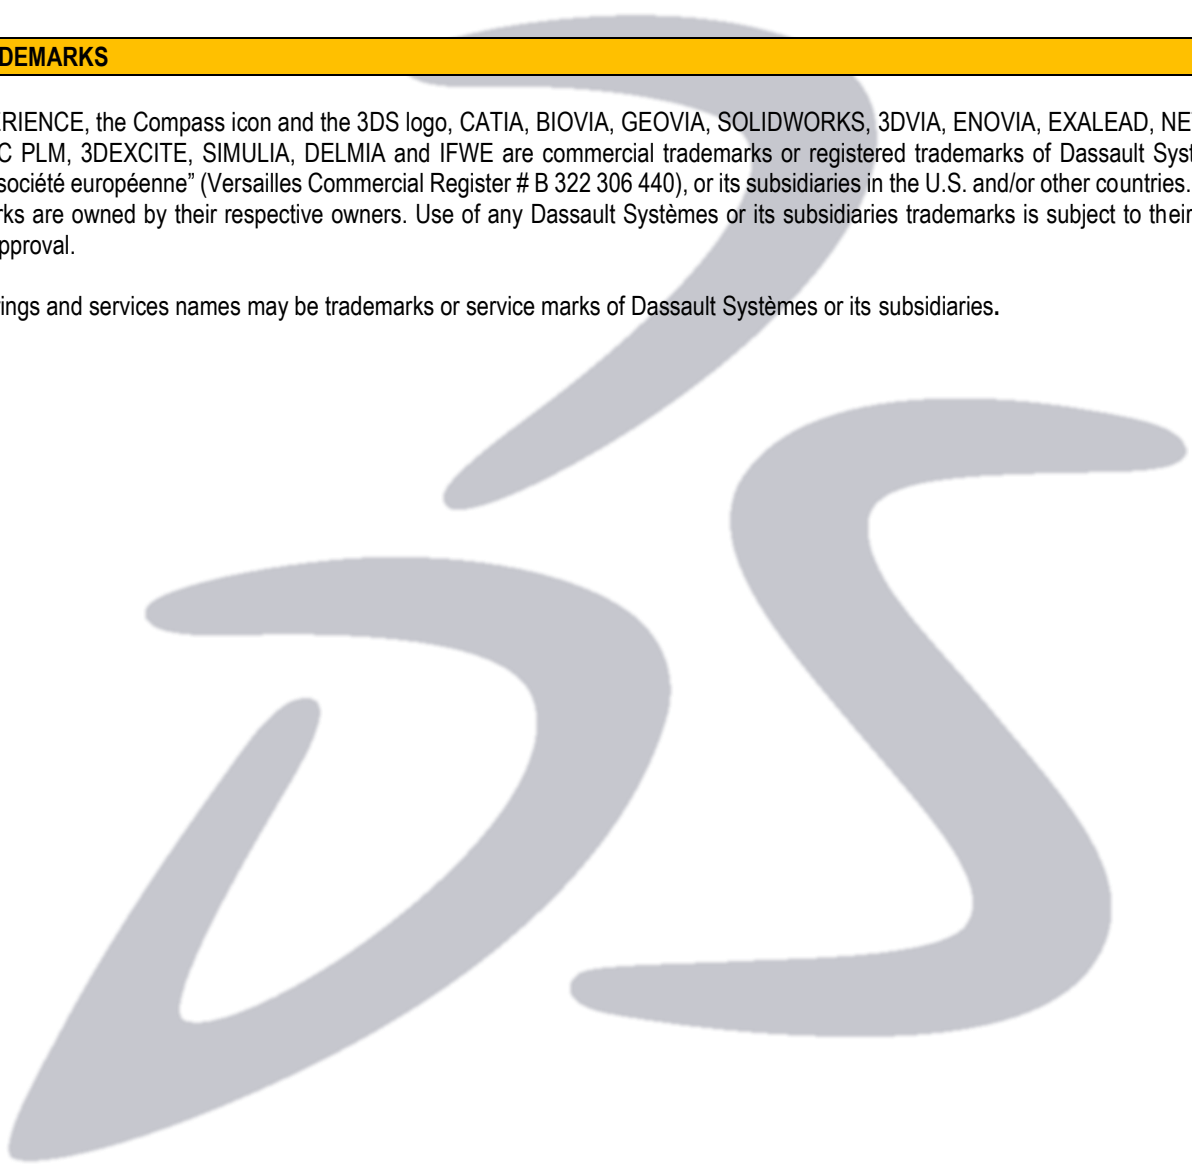 DEMARKS
ERIENCE, the Compass icon and the 3DS logo, CATIA, BIOVIA, GEOVIA, SOLIDWORKS, 3DVIA, ENOVIA, EXALEAD, NE
C PLM, 3DEXCITE, SIMULIA, DELMIA and IFWE are commercial trademarks or registered trademarks of Dassault Syst
société européenne” (Versailles Commercial Register # B 322 306 440), or its subsidiaries in the U.S. and/or other countries.
rks are owned by their respective owners. Use of any Dassault Systèmes or its subsidiaries trademarks is subject to their
pproval.
ings and services names may be trademarks or service marks of Dassault Systèmes or its subsidiaries.